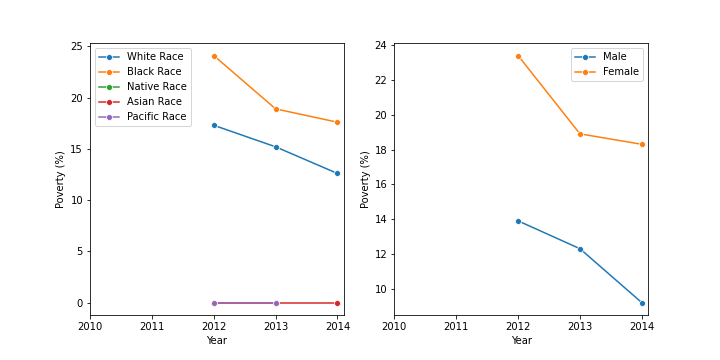 25
20
15
10
5
0
Poverty (%)
White Race
Black Race
Native Race
Asian Race
Pacific Race
2010 2011 2012 2013 2014
Year
24
22
20
18
16
14
12
10
Poverty (%)
Male
Female
2010 2011 2012 2013 2014
Year